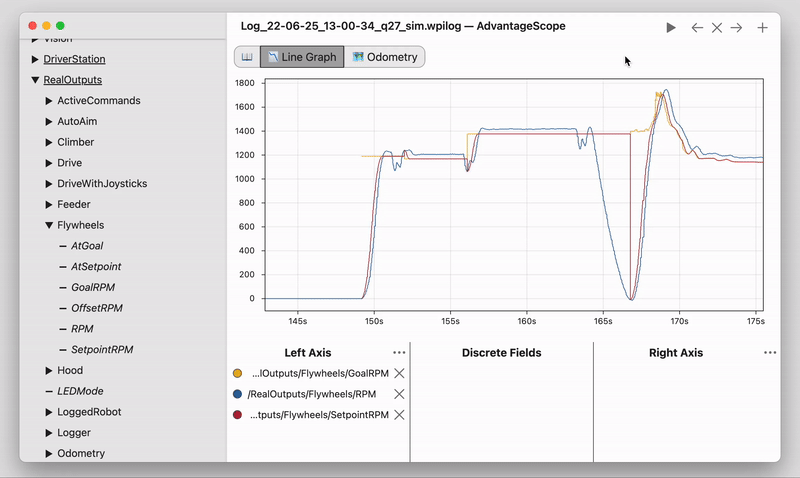 Log_22-06-25_13-00-34_q27_sim.wpilog — AdvantageScope
Vision
DriverStation
RealOutputs
ActiveCommands
AutoAim
Climber
Drive
DriveWithJoysticks
Feeder
Flywheels
AtGoal
AtSetpoint
GoalRPM
OffsetRPM
RPM
SetpointRPM
Hood
LEDMode
LoggedRobot
Logger
Odometry
Line Graph
Odometry
1800
1600
1400
1200
1000
800
600
400
200
0
145s 150s 155s 160s 165s 170s 175s
Left Axis
...lOutputs/Flywheels/GoalRPM
/RealOutputs/Flywheels/RPM
...tputs/Flywheels/SetpointRPM
Discrete Fields
Right Axis